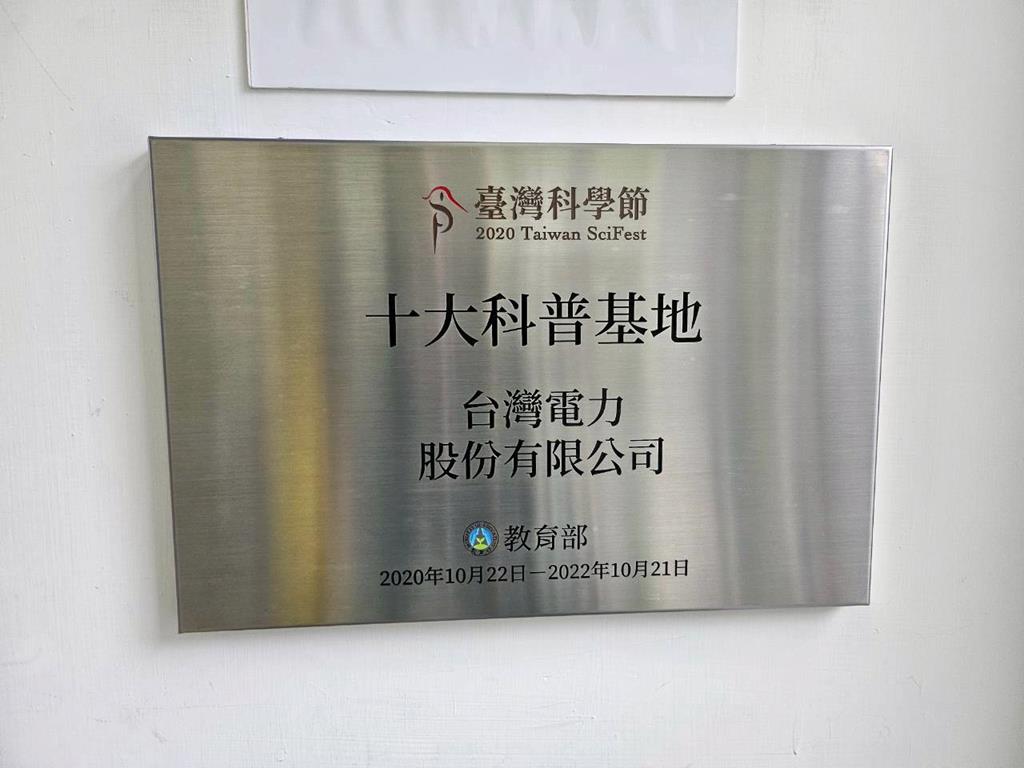 臺灣科學節
2020 Taiwan SciFest
十大科普基地
台灣電力
股份有限公司
教育部
2020年10月22日－2022年10月21日